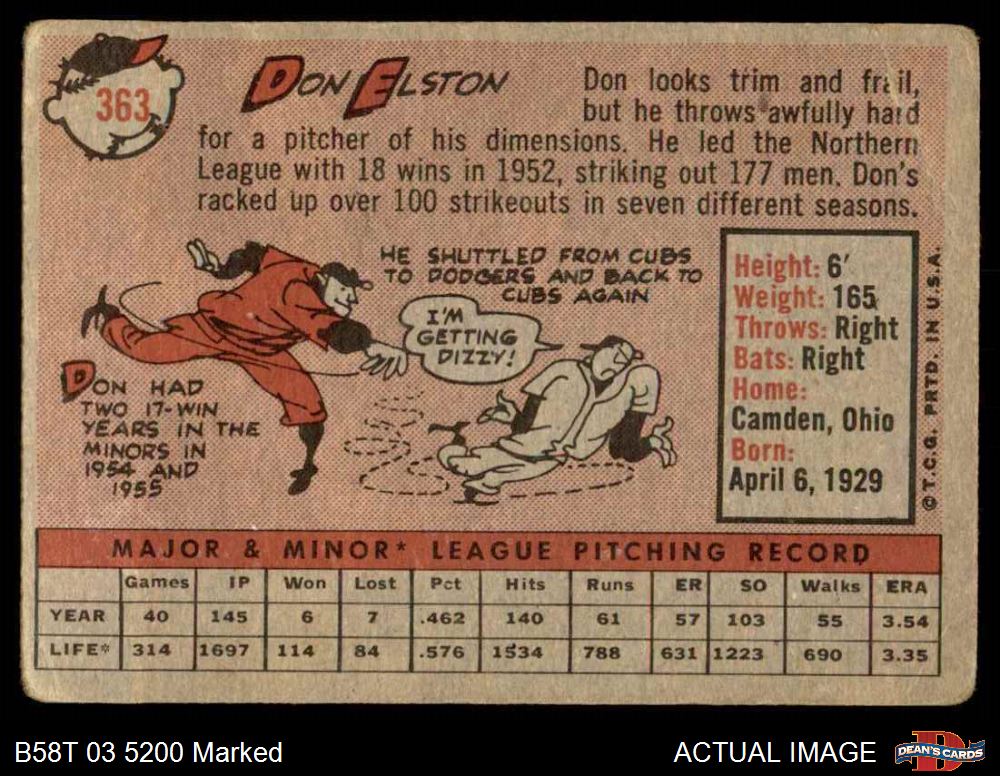 363
DON ELSTON
Don looks trim and frail,
but he throws awfully hard
for a pitcher of his dimensions. He led the Northern
League with 18 wins in 1952, striking out 177 men. Don's
racked up over 100 strikeouts in seven different seasons.
HE SHUTTLED FROM CUBS
TO DODGERS AND BACK TO
CUBS AGAIN
I'M
GETTING
DIZZY!
DON HAD
TWO 17-WIN
YEARS IN THE
MINORS IN
1954 AND
1955
Height: 6'
Weight: 165
Throws: Right
Bats: Right
Home:
Camden, Ohio
Born:
April 6, 1929
© T.C.G. PRTD. IN U.S.A.
MAJOR & MINOR* LEAGUE PITCHING RECORD
Games IP Won Lost Pct Hits Runs ER SO Walks ERA
YEAR 40 145 6 7 .462 140 61 57 103 55 3.54
LIFE* 314 1697 114 84 .576 1534 788 631 1223 690 3.35
B58T 03 5200 Marked
ACTUAL IMAGE
D
DEAN'S CARDS